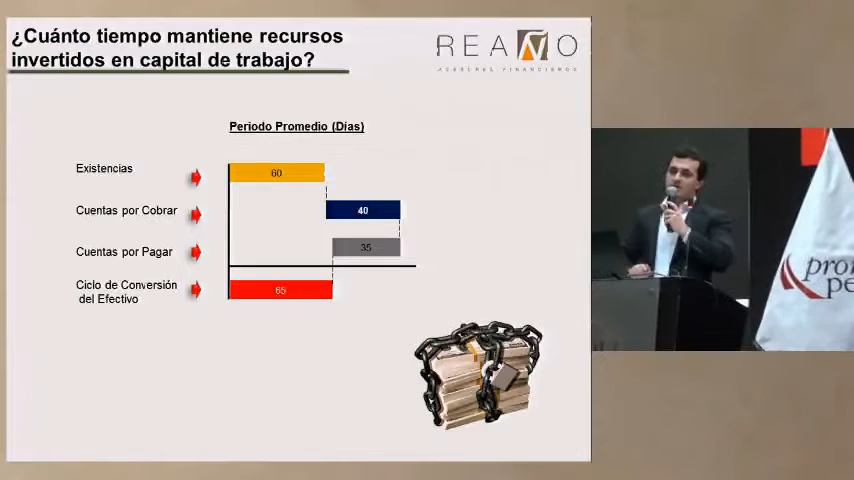 ¿Cuánto tiempo mantiene recursos
invertidos en capital de trabajo?
REAÑO
ASESORES FINANCIEROS
Periodo Promedio (Días)
Existencias
60
Cuentas por Cobrar
40
Cuentas por Pagar
35
Ciclo de Conversión
del Efectivo
65